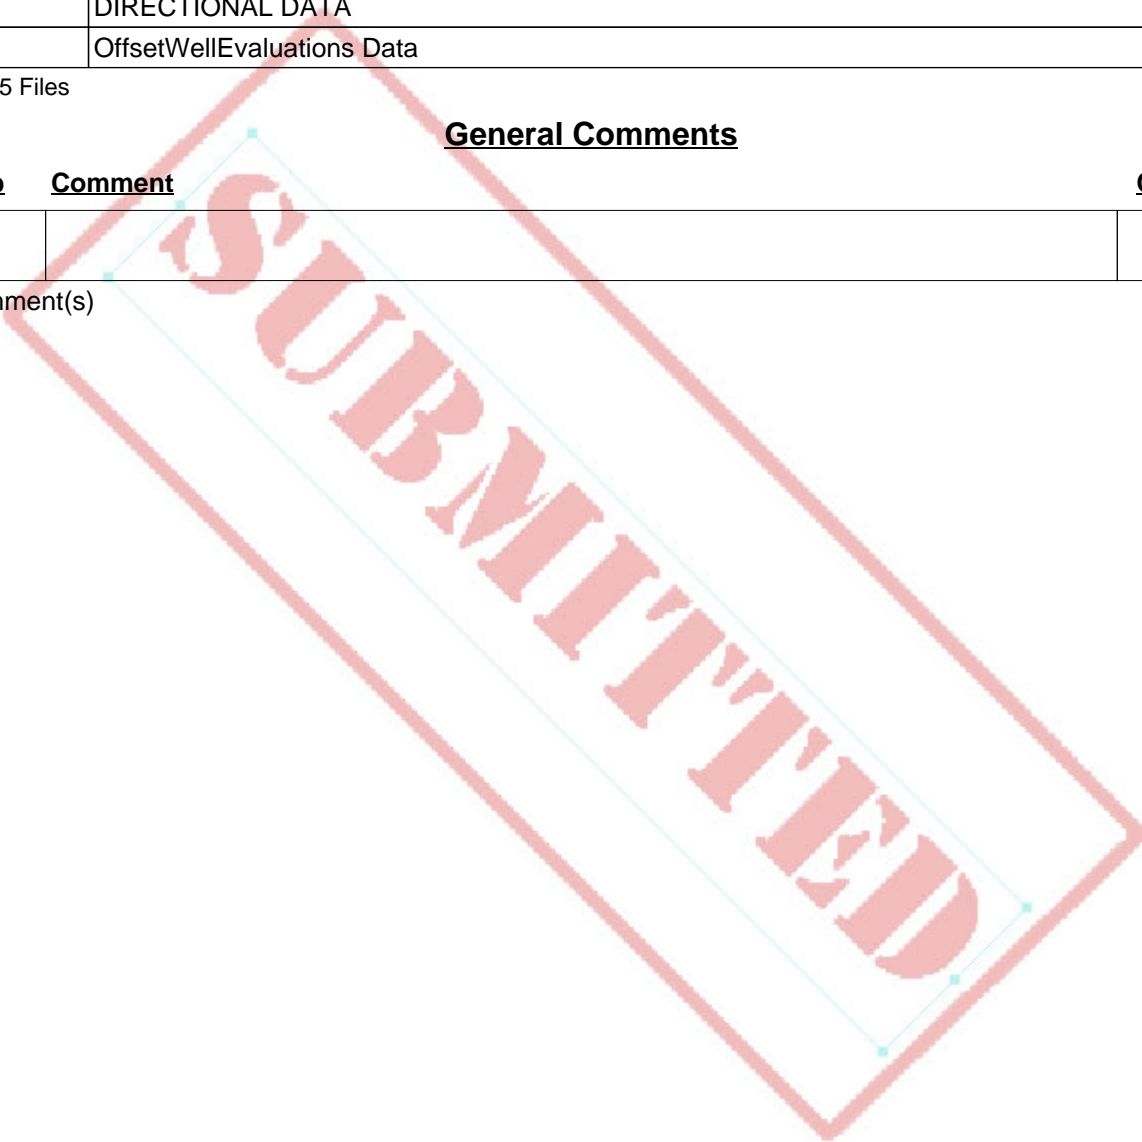 DIRECTIONAL DATA
OffsetWellEvaluations Data
5 Files
General Comments
Comment
ment(s)
SUBMITTED